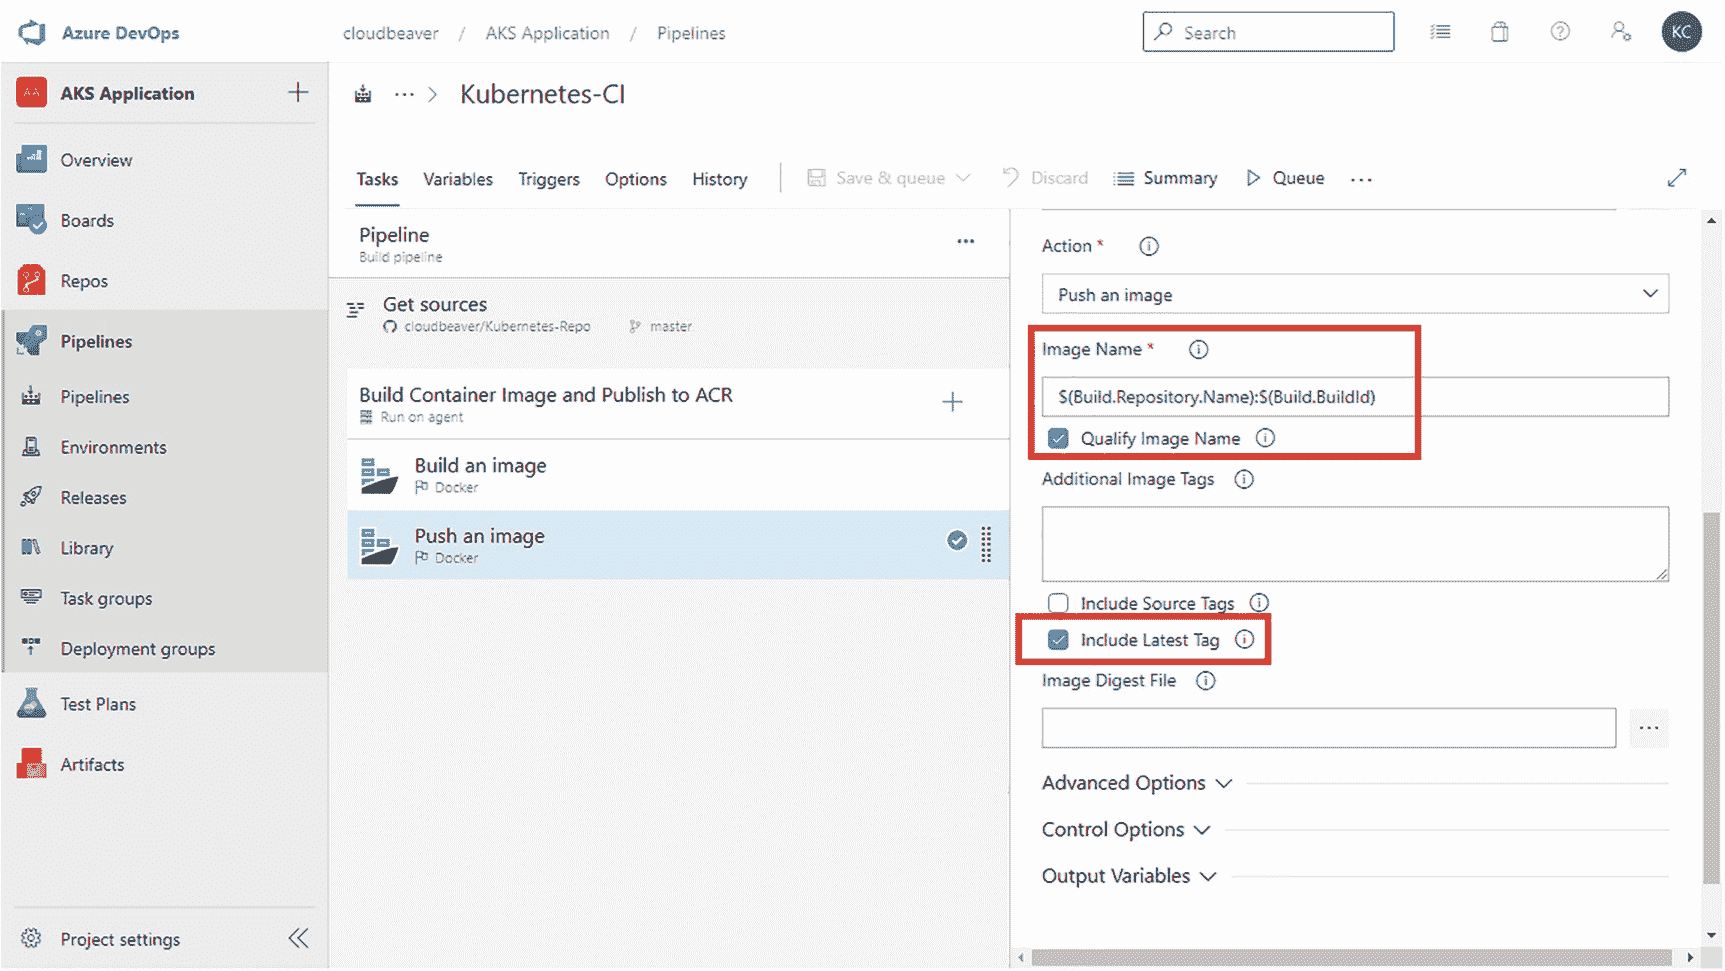 Azure DevOps
cloudbeaver / AKS Application / Pipelines
Search
KC
AA
AKS Application
Kubernetes-CI
Overview
Boards
Repos
Pipelines
Pipelines
Environments
Releases
Library
Task groups
Deployment groups
Test Plans
Artifacts
Project settings
Tasks Variables Triggers Options History
Save & queue Discard Summary Queue ...
Pipeline
Build pipeline
Get sources
cloudbeaver/Kubernetes-Repo master
Build Container Image and Publish to ACR
Run on agent
Build an image
Docker
Push an image
Docker
Action *
Push an image
Image Name *
$(Build.Repository.Name):$(Build.BuildId)
Qualify Image Name
Additional Image Tags
Include Source Tags
Include Latest Tag
Image Digest File
Advanced Options
Control Options
Output Variables